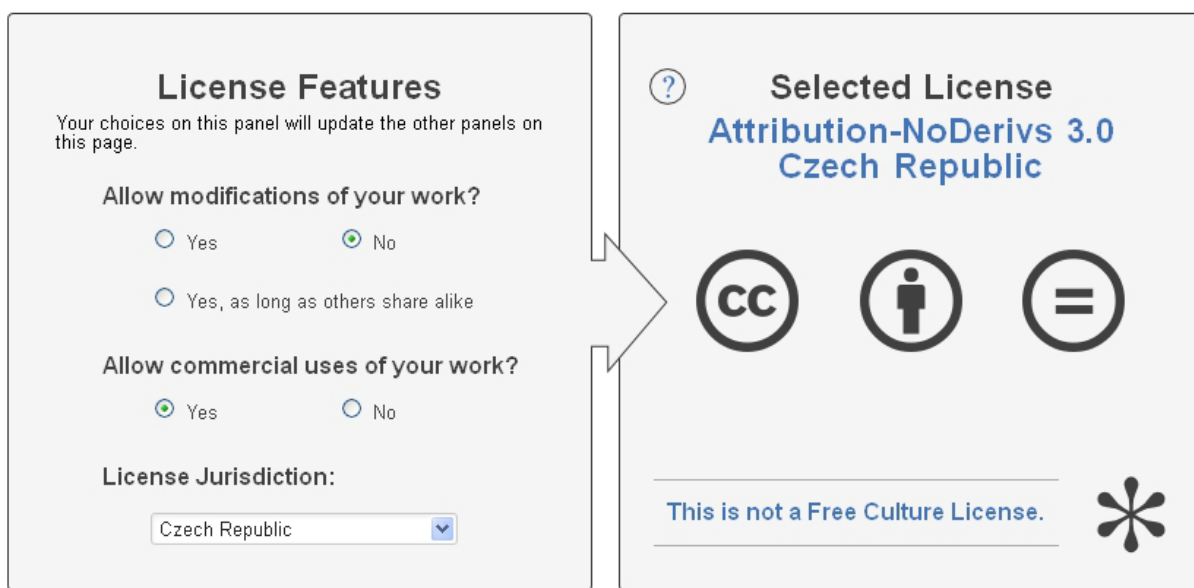 License Features
Your choices on this panel will update the other panels on
this page.
Allow modifications of your work?
Yes
No
Yes, as long as others share alike
Allow commercial uses of your work?
Yes
No
License Jurisdiction:
Czech Republic
?
Selected License
Attribution-NoDerivs 3.0
Czech Republic
cc
=
This is not a Free Culture License.
*